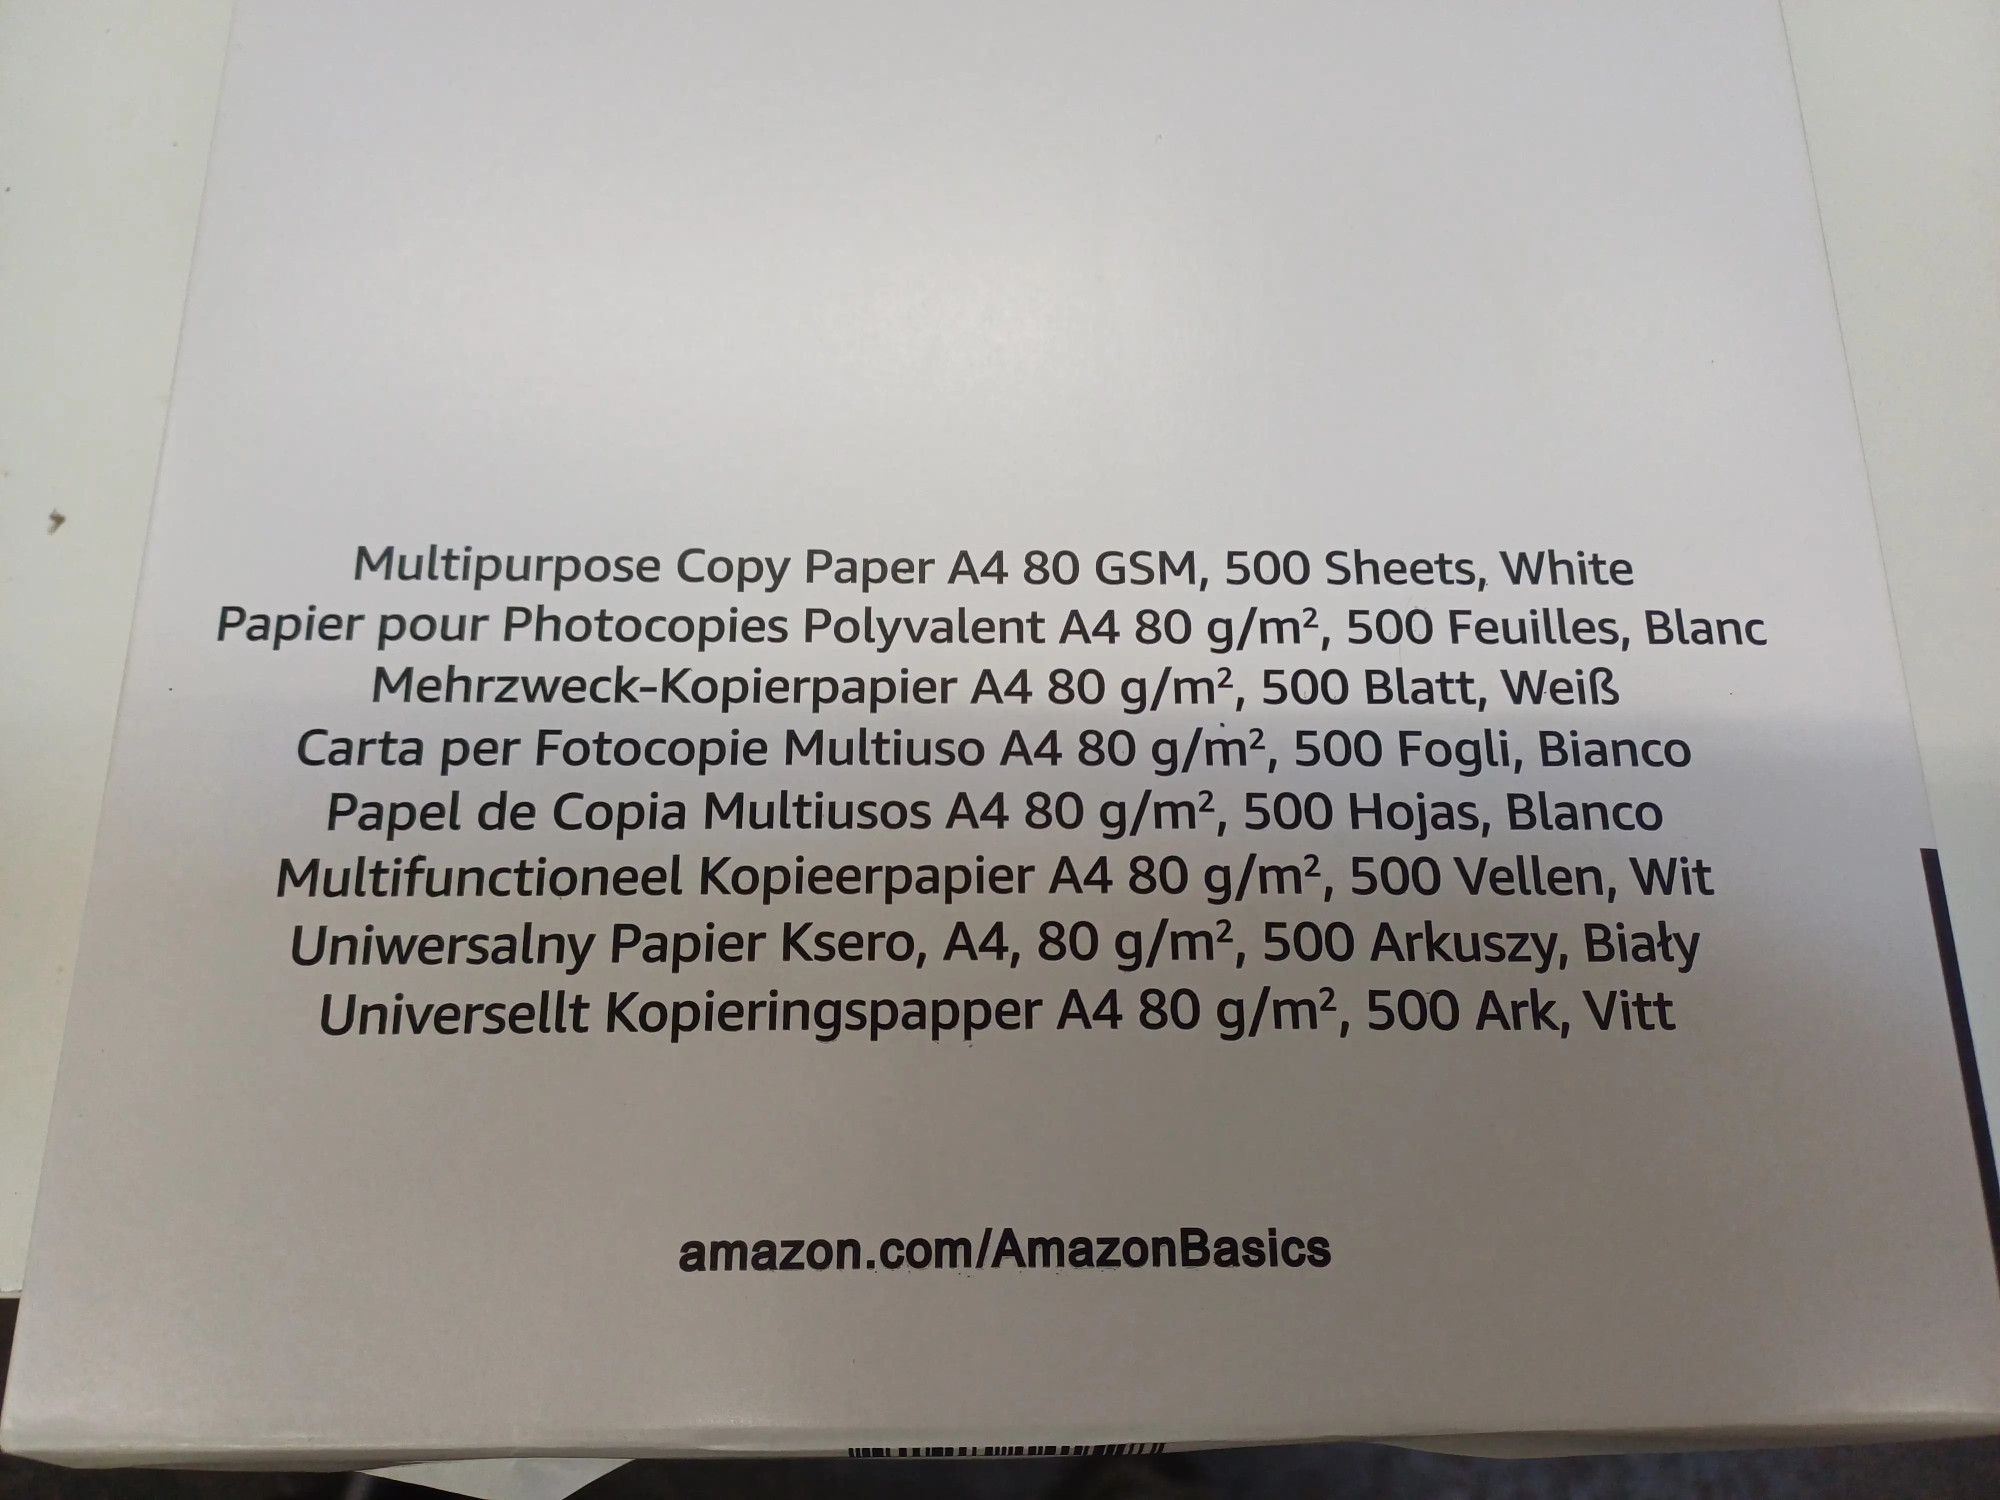 Multipurpose Copy Paper A4 80 GSM, 500 Sheets, White
Papier pour Photocopies Polyvalent A4 80 g/m², 500 Feuilles, Blanc
Mehrzweck-Kopierpapier A4 80 g/m², 500 Blatt, Weiß
Carta per Fotocopie Multiuso A4 80 g/m², 500 Fogli, Bianco
Papel de Copia Multiusos A4 80 g/m², 500 Hojas, Blanco
Multifunctioneel Kopieerpapier A4 80 g/m², 500 Vellen, Wit
Uniwersalny Papier Ksero, A4, 80 g/m², 500 Arkuszy, Biały
Universellt Kopieringspapper A4 80 g/m², 500 Ark, Vitt
amazon.com/AmazonBasics